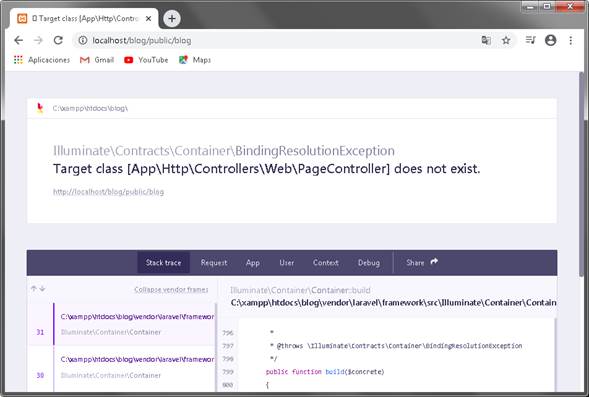 Target class [App\Http\Contro
localhost/blog/public/blog
Aplicaciones Gmail YouTube Maps
C:\xampp\htdocs\blog\
Illuminate\Contracts\Container\BindingResolutionException
Target class [App\Http\Controllers\Web\PageController] does not exist.
http://localhost/blog/public/blog
Stack trace Request App User Context Debug Share
Collapse vendor frames
Illuminate\Container\Container::build
C:\xampp\htdocs\blog\vendor\laravel\framework\src\Illuminate\Container\Contain
C:\xampp\htdocs\blog\vendor\laravel\framewor
31 Illuminate\Container\Container
C:\xampp\htdocs\blog\vendor\laravel\framewor
30 Illuminate\Container\Container
796 *
797 * @throws \Illuminate\Contracts\Container\BindingResolutionException
798 */
799 public function build($concrete)
800 {